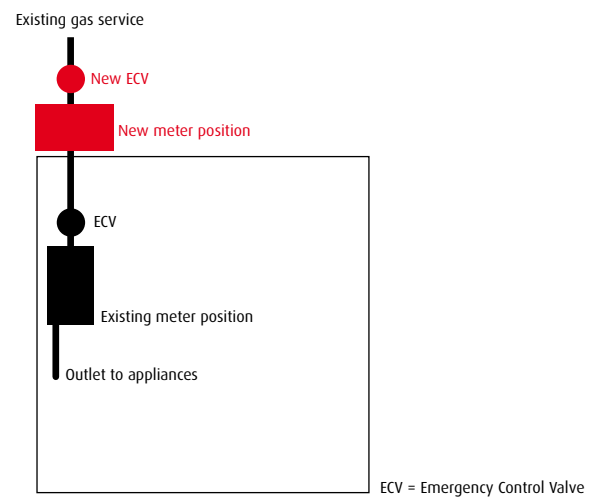 Existing gas service
New ECV
New meter position
ECV
Existing meter position
Outlet to appliances
ECV = Emergency Control Valve